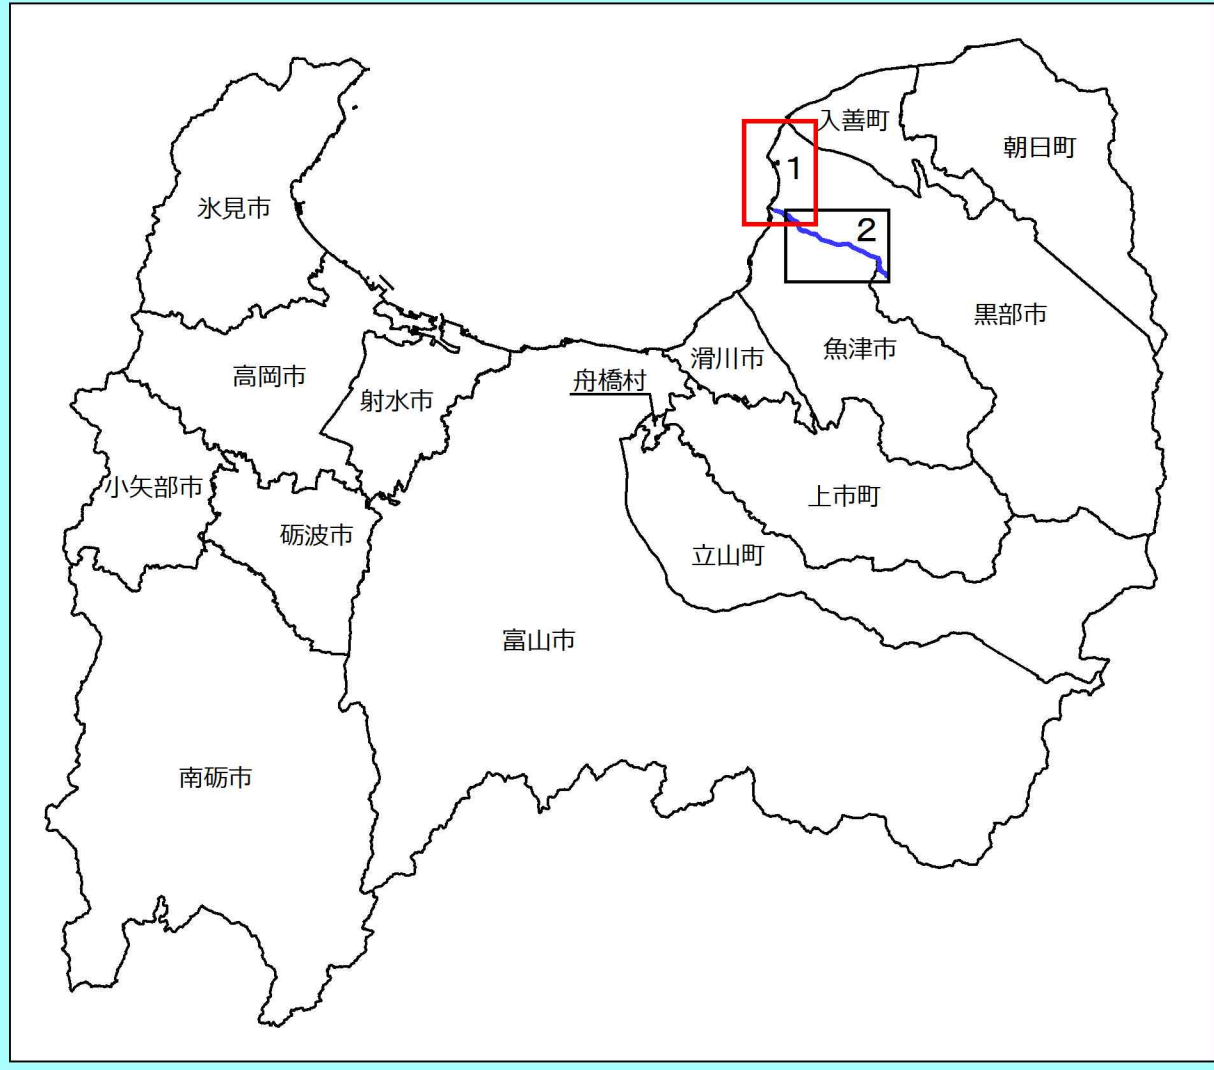 入善町
朝日町
1
氷見市
2
黒部市
魚津市
滑川市
舟橋村
高岡市
射水市
小矢部市
上市町
砺波市
立山町
富山市
南砺市